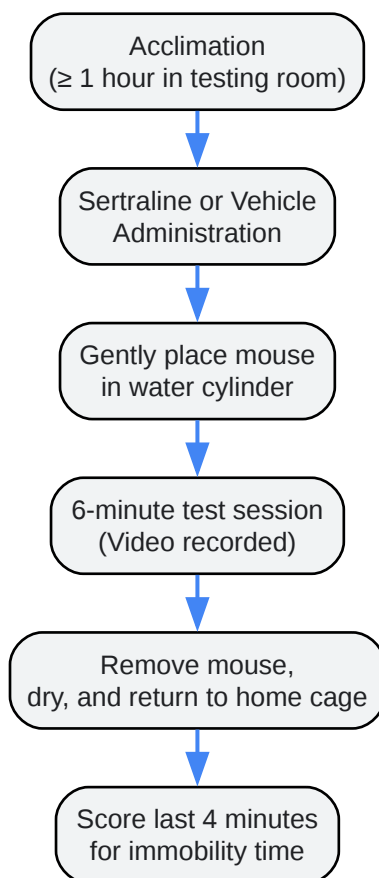 Acclimation
(≥ 1 hour in testing room)
Sertraline or Vehicle
Administration
Gently place mouse
in water cylinder
6-minute test session
(Video recorded)
Remove mouse,
dry, and return to home cage
Score last 4 minutes
for immobility time